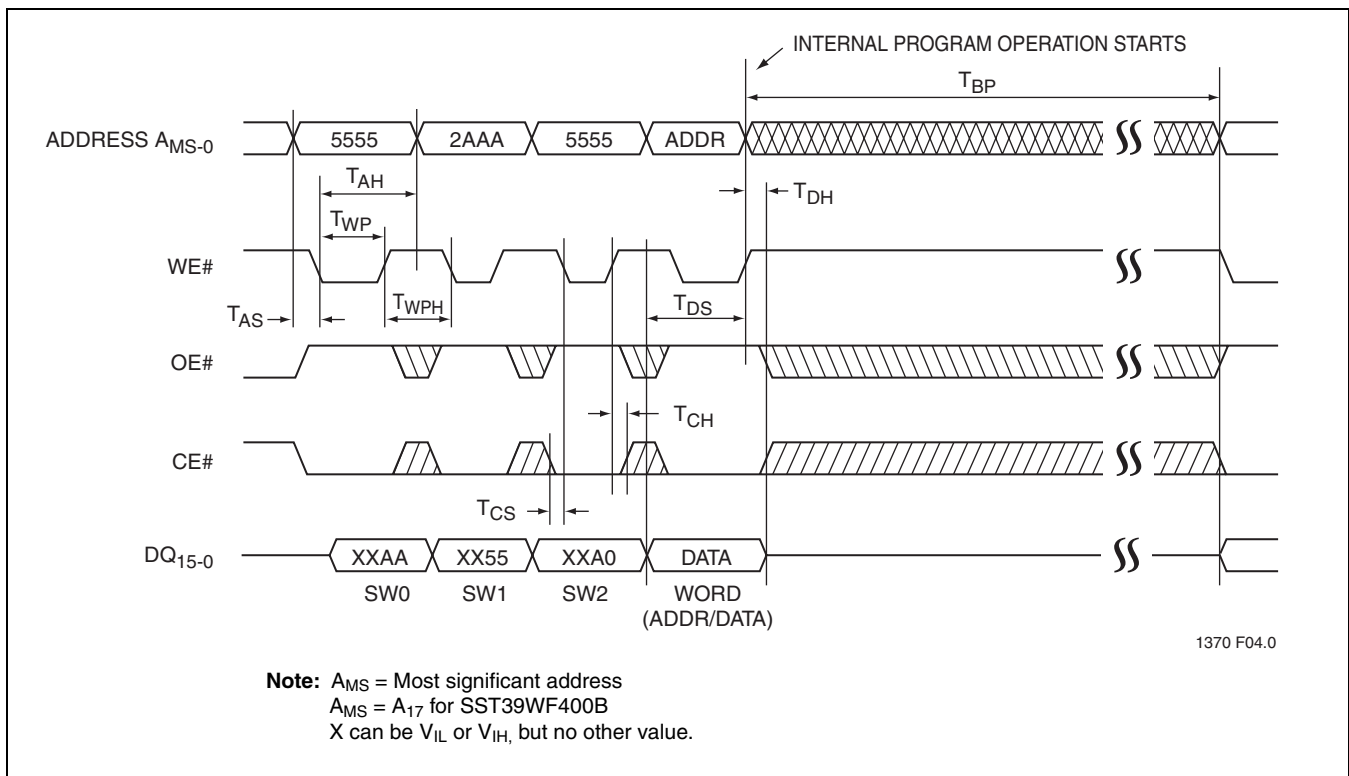 INTERNAL PROGRAM OPERATION STARTS
TBP
ADDRESS AMS-0
5555 2AAA 5555 ADDR
TAH
TDH
TWP
WE#
TAS
TWPH
TDS
OE#
TCH
CE#
TCS
DQ15-0
XXAA XX55 XXA0 DATA
SW0 SW1 SW2 WORD
(ADDR/DATA)
1370 F04.0
Note: AMS = Most significant address
AMS = A17 for SST39WF400B
X can be VIL or VIH, but no other value.